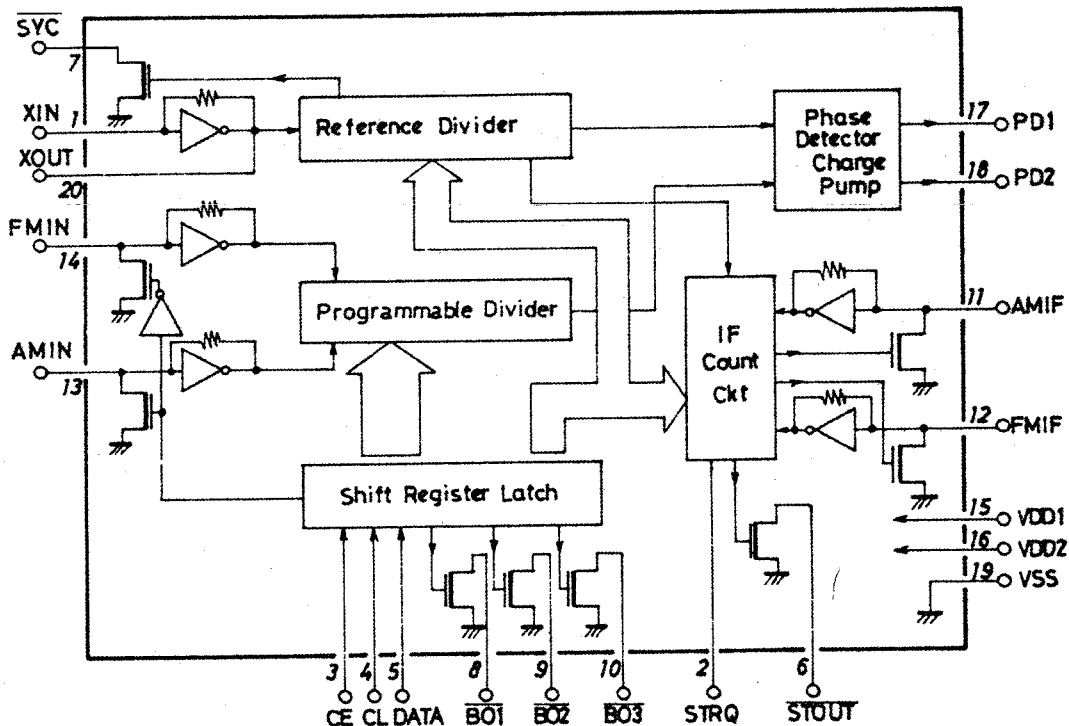 SYC
7
XIN
1
XOUT
20
FMIN
14
AMIN
13
Reference Divider
Programmable Divider
Shift Register Latch
Phase
Detector
Charge
Pump
IF
Count
Ckt
17
PD1
18
PD2
11
AMIF
12
FMIF
15
VDD1
16
VDD2
19
VSS
3
4
5
8
9
10
2
6
CE
CL
DATA
BO1
BO2
BO3
STRQ
STOUT